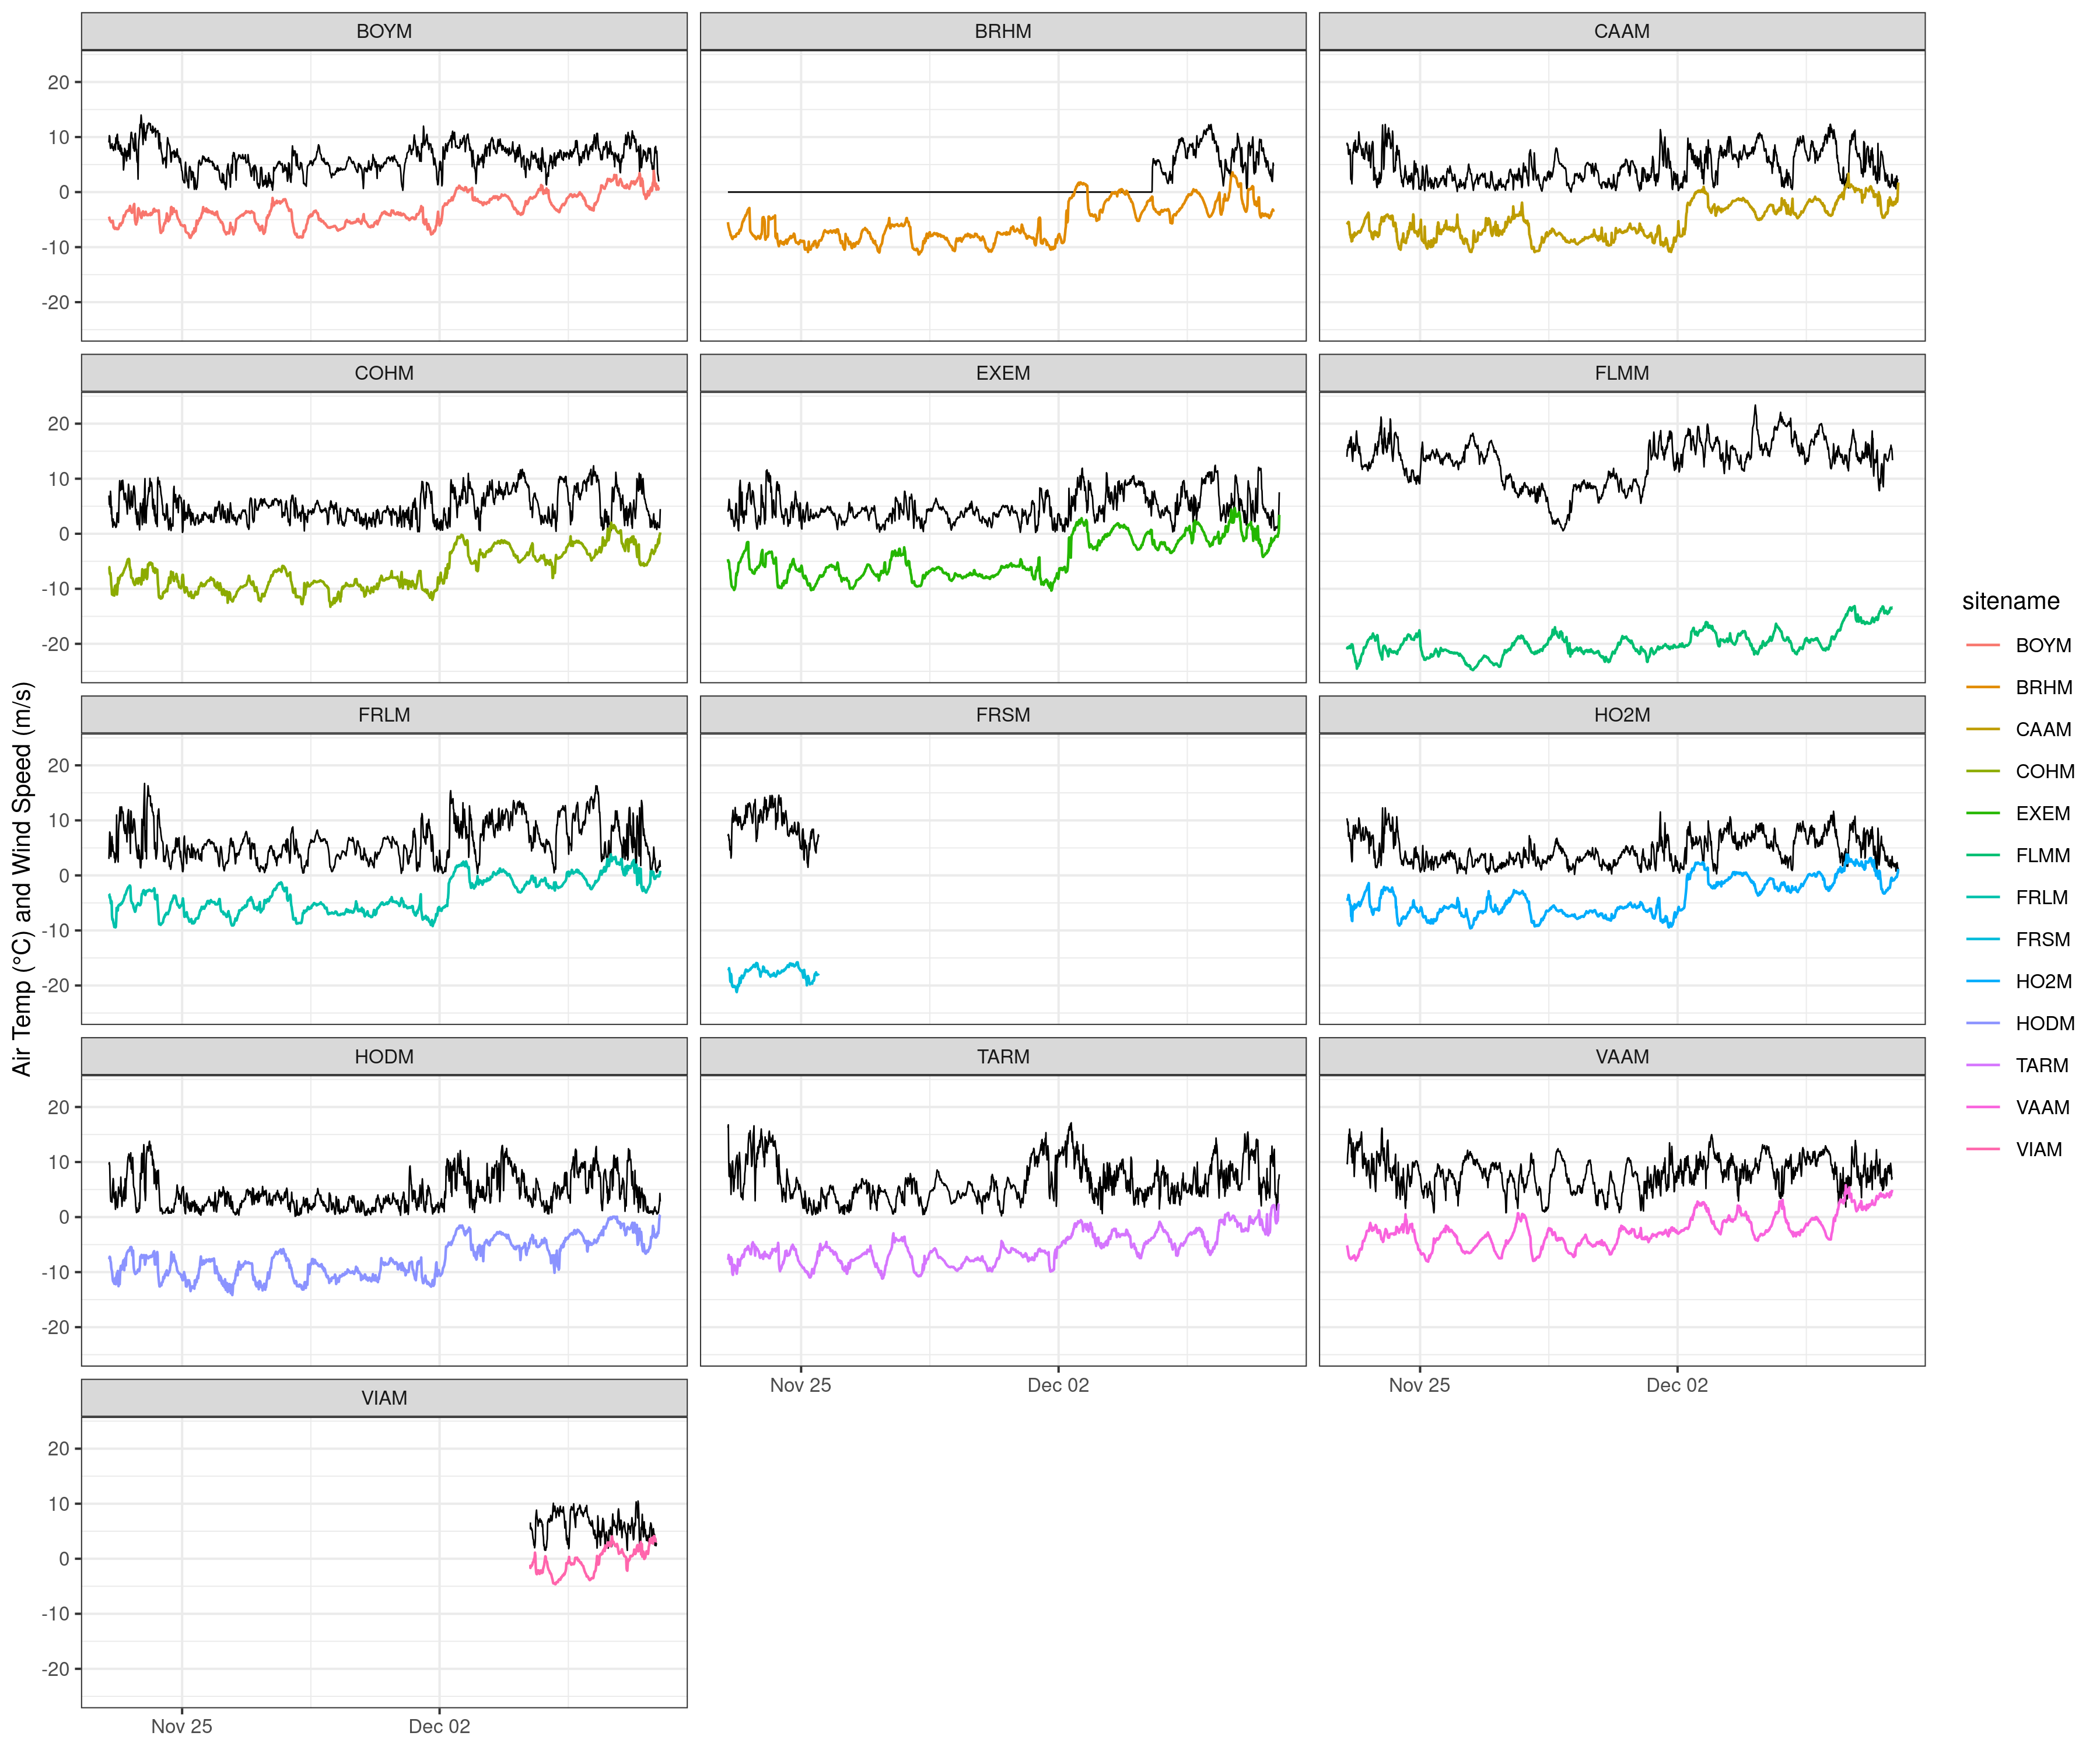 BOYM BRHM CAAM
20
10
0
-10
-20
COHM EXEM FLMM
20
10
0
-10
-20
FRLM FRSM HO2M
20
10
0
-10
-20
HODM TARM VAAM
20
10
0
-10
-20
Nov 25 Dec 02 Nov 25 Dec 02
VIAM
20
10
0
-10
-20
Nov 25 Dec 02
Air Temp (°C) and Wind Speed (m/s)
sitename
BOYM
BRHM
CAAM
COHM
EXEM
FLMM
FRLM
FRSM
HO2M
HODM
TARM
VAAM
VIAM